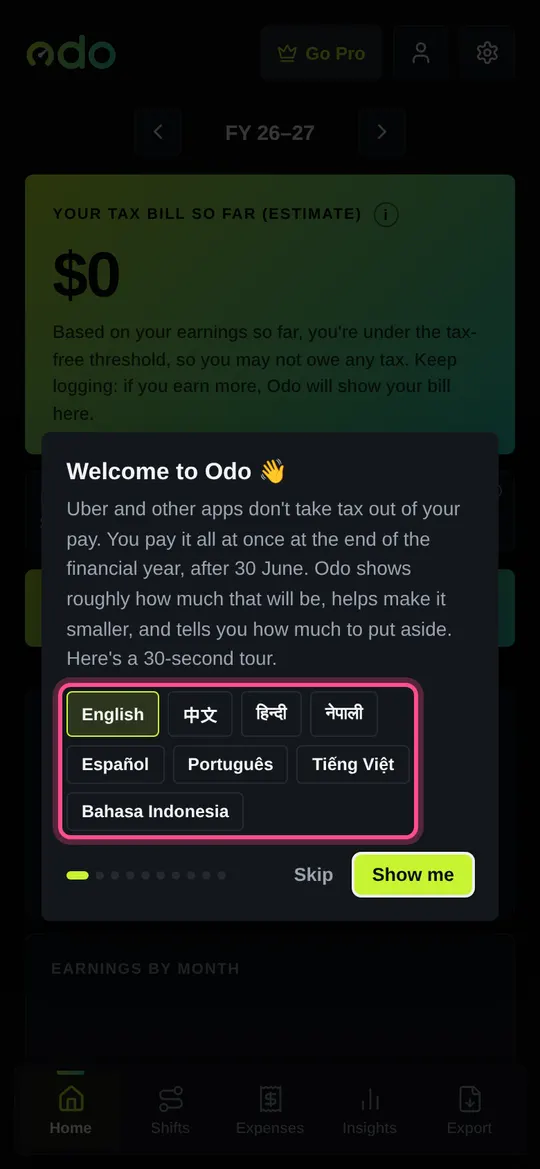 odo
Go Pro
FY 26–27
YOUR TAX BILL SO FAR (ESTIMATE) i
$0
Based on your earnings so far, you're under the tax-
free threshold, so you may not owe any tax. Keep
logging: if you earn more, Odo will show your bill
here.
Welcome to Odo 👋
Uber and other apps don't take tax out of your
pay. You pay it all at once at the end of the
financial year, after 30 June. Odo shows
roughly how much that will be, helps make it
smaller, and tells you how much to put aside.
Here's a 30-second tour.
English 中文 हिन्दी नेपाली
Español Português Tiếng Việt
Bahasa Indonesia
Skip Show me
EARNINGS BY MONTH
Home Shifts Expenses Insights Export